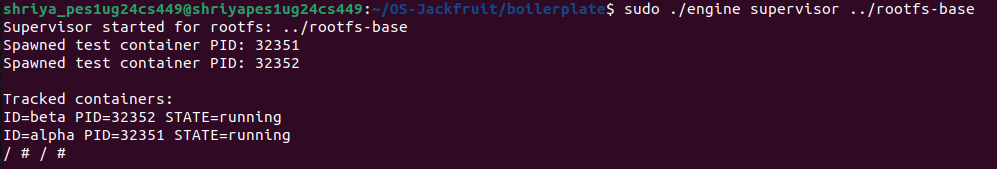 shriya_pes1ug24cs449@shriyapes1ug24cs449:~/OS-Jackfruit/boilerplate$ sudo ./engine supervisor ../rootfs-base
Supervisor started for rootfs: ../rootfs-base
Spawned test container PID: 32351
Spawned test container PID: 32352
Tracked containers:
ID=beta PID=32352 STATE=running
ID=alpha PID=32351 STATE=running
/ # / #